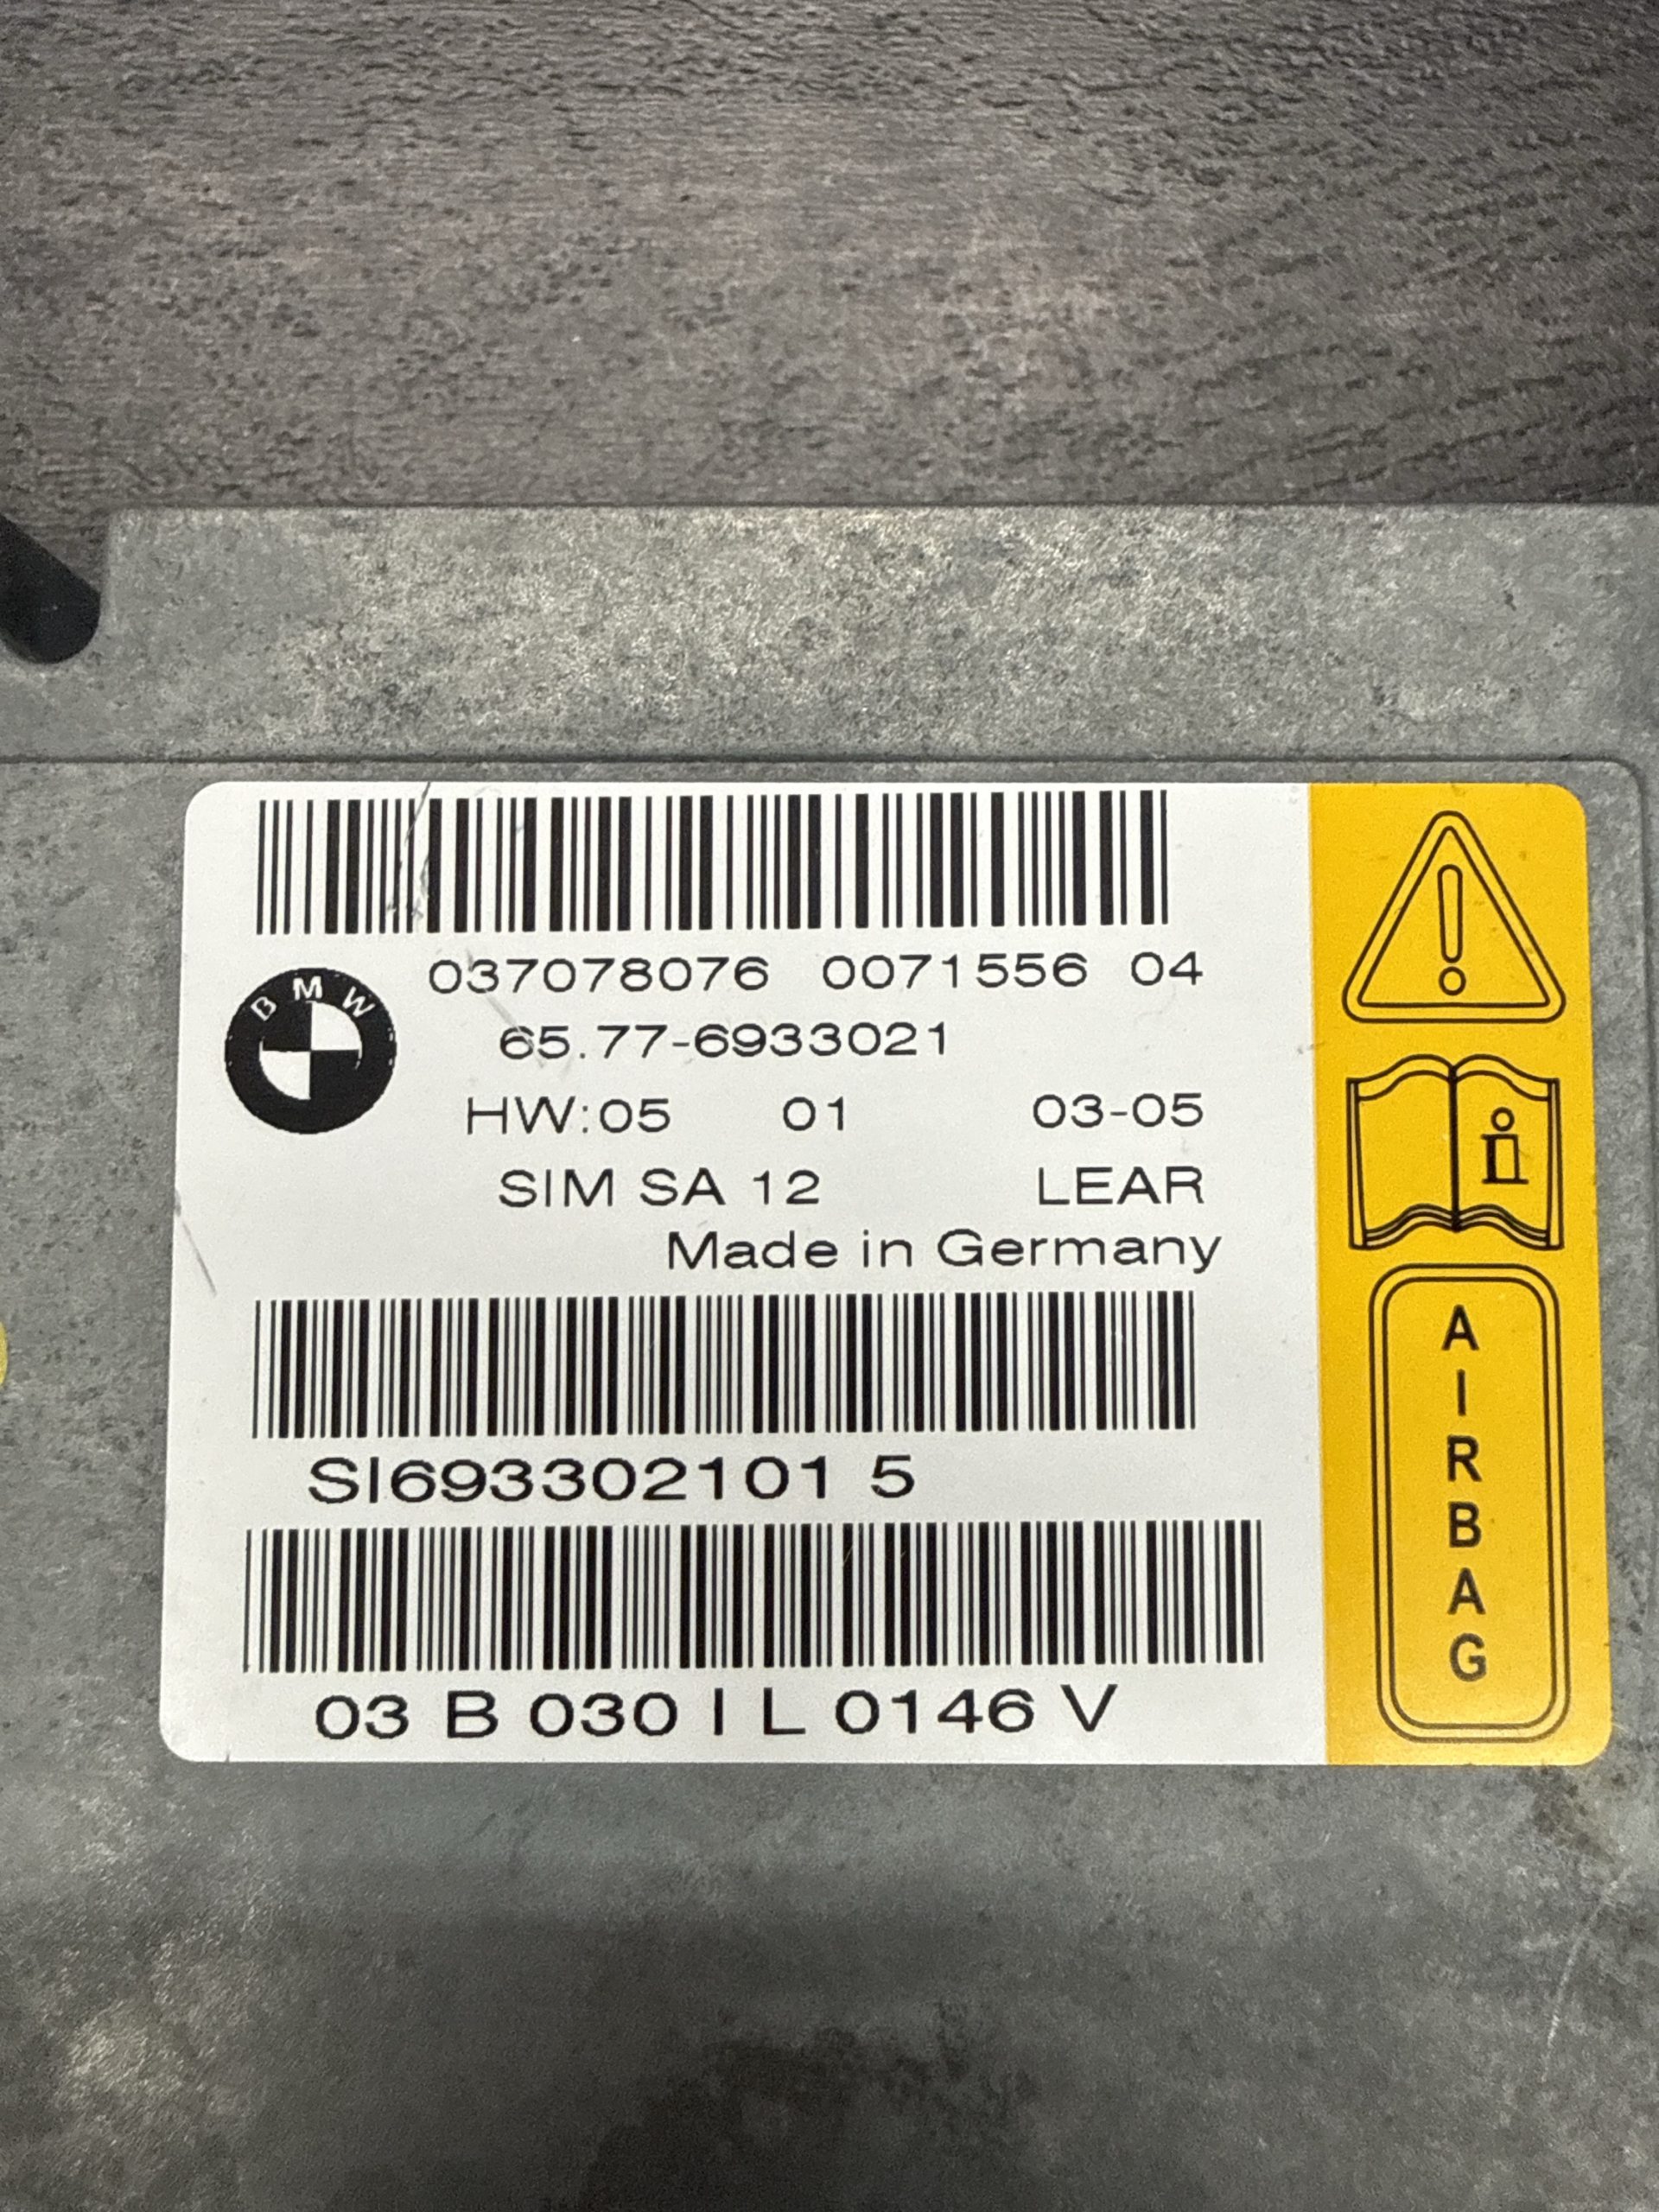 037078076 0071556 04
BMW
65.77-6933021
HW:05 01 03-05
SIM SA 12 LEAR
Made in Germany
SI693302101 5
03 B 030 I L 0146 V
i
AIRBAG